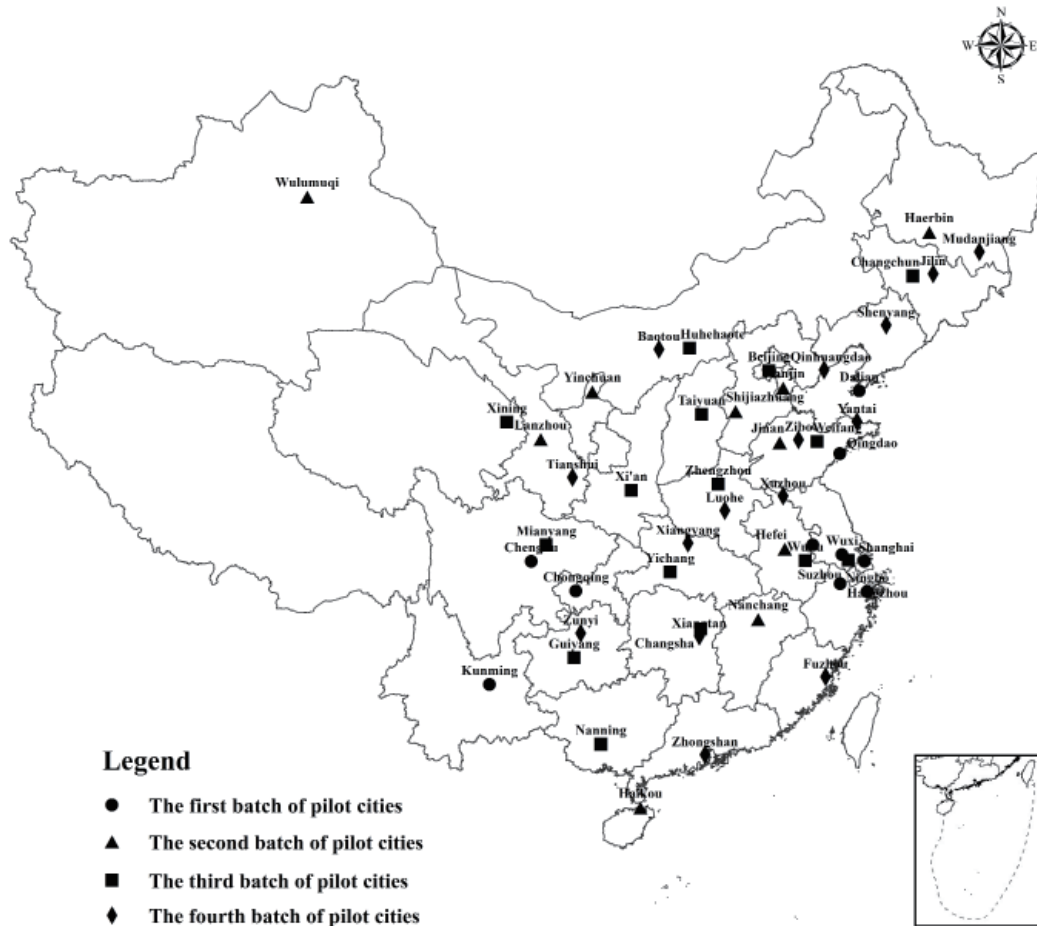 N
W E
S
Wulumuqi
Haerbin
Mudanjiang
Changchun
Jilin
Shenyang
Baotou
Huhehaote
Beijing
Qinhuangdao
Dalian
Yinchuan
Shijiazhuang
Taiyuan
Xining
Yantai
Lanzhou
Jinan
Zibo
Weifang
Qingdao
Tianshui
Xi'an
Zhengzhou
Xuzhou
Luohe
Mianyang
Xiangyang
Hefei
Wuxi
Shanghai
Yichang
Chongqing
Suzhou
Ningbo
Nanchang
Zunyi
Xiangtan
Changsha
Guiyang
Kunming
Fuzhou
Nanning
Zhongshan
Haikou
Legend
The first batch of pilot cities
The second batch of pilot cities
The third batch of pilot cities
The fourth batch of pilot cities